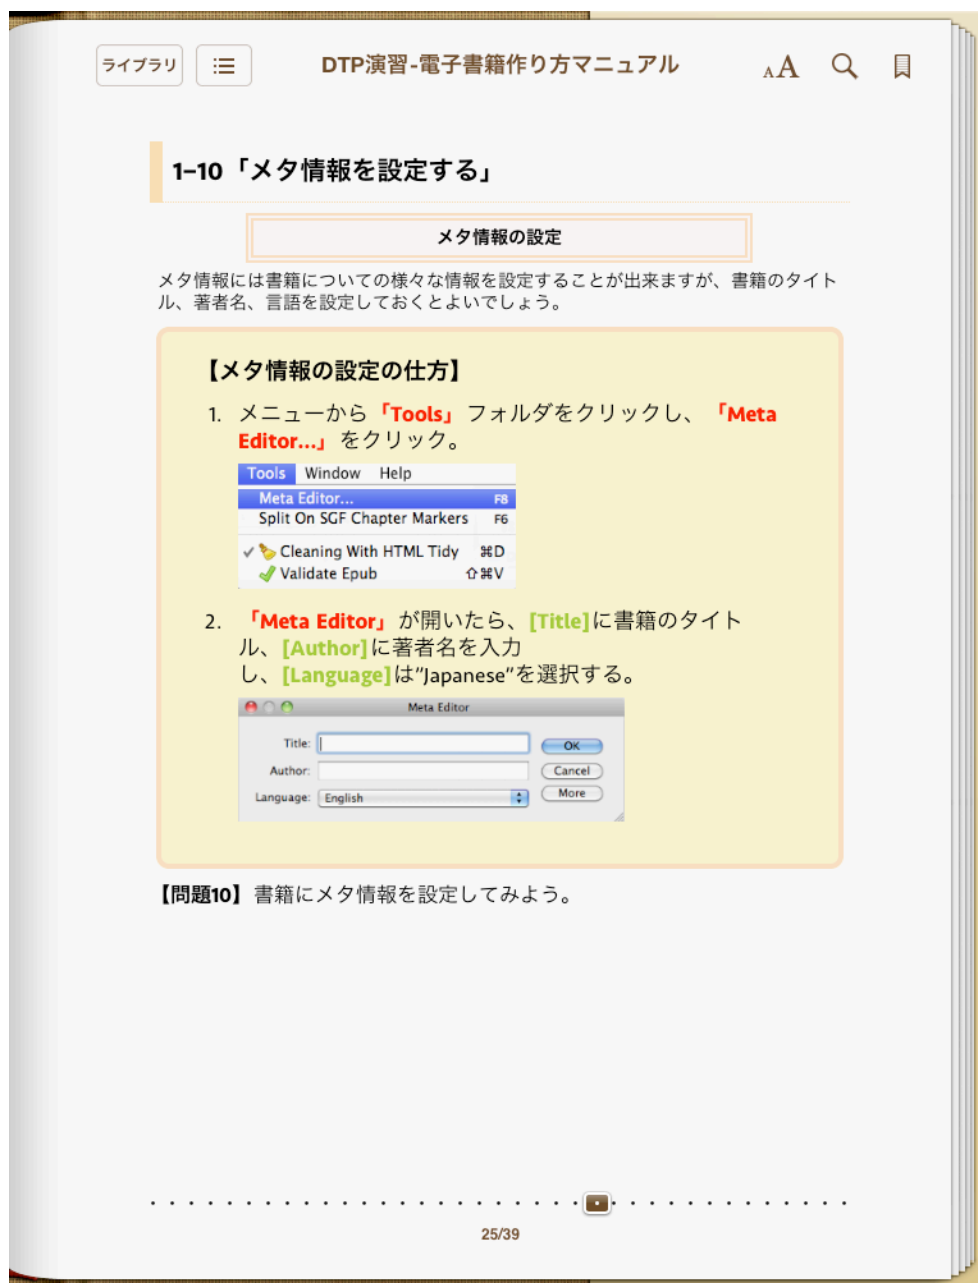 ライブラリ
DTP演習-電子書籍作り方マニュアル
AA
1-10「メタ情報を設定する」
メタ情報の設定
メタ情報には書籍についての様々な情報を設定することが出来ますが、書籍のタイト
ル、著者名、言語を設定しておくとよいでしょう。
【メタ情報の設定の仕方】
1. メニューから「Tools」フォルダをクリックし、「Meta
Editor...」をクリック。
Tools Window Help
Meta Editor... F8
Split On SGF Chapter Markers F6
✓ Cleaning With HTML Tidy ⌘D
Validate Epub ⇧⌘V
2. 「Meta Editor」が開いたら、[Title]に書籍のタイト
ル、[Author]に著者名を入力
し、[Language]は"Japanese"を選択する。
Meta Editor
Title:
OK
Author:
Cancel
Language: English
More
【問題10】書籍にメタ情報を設定してみよう。
25/39